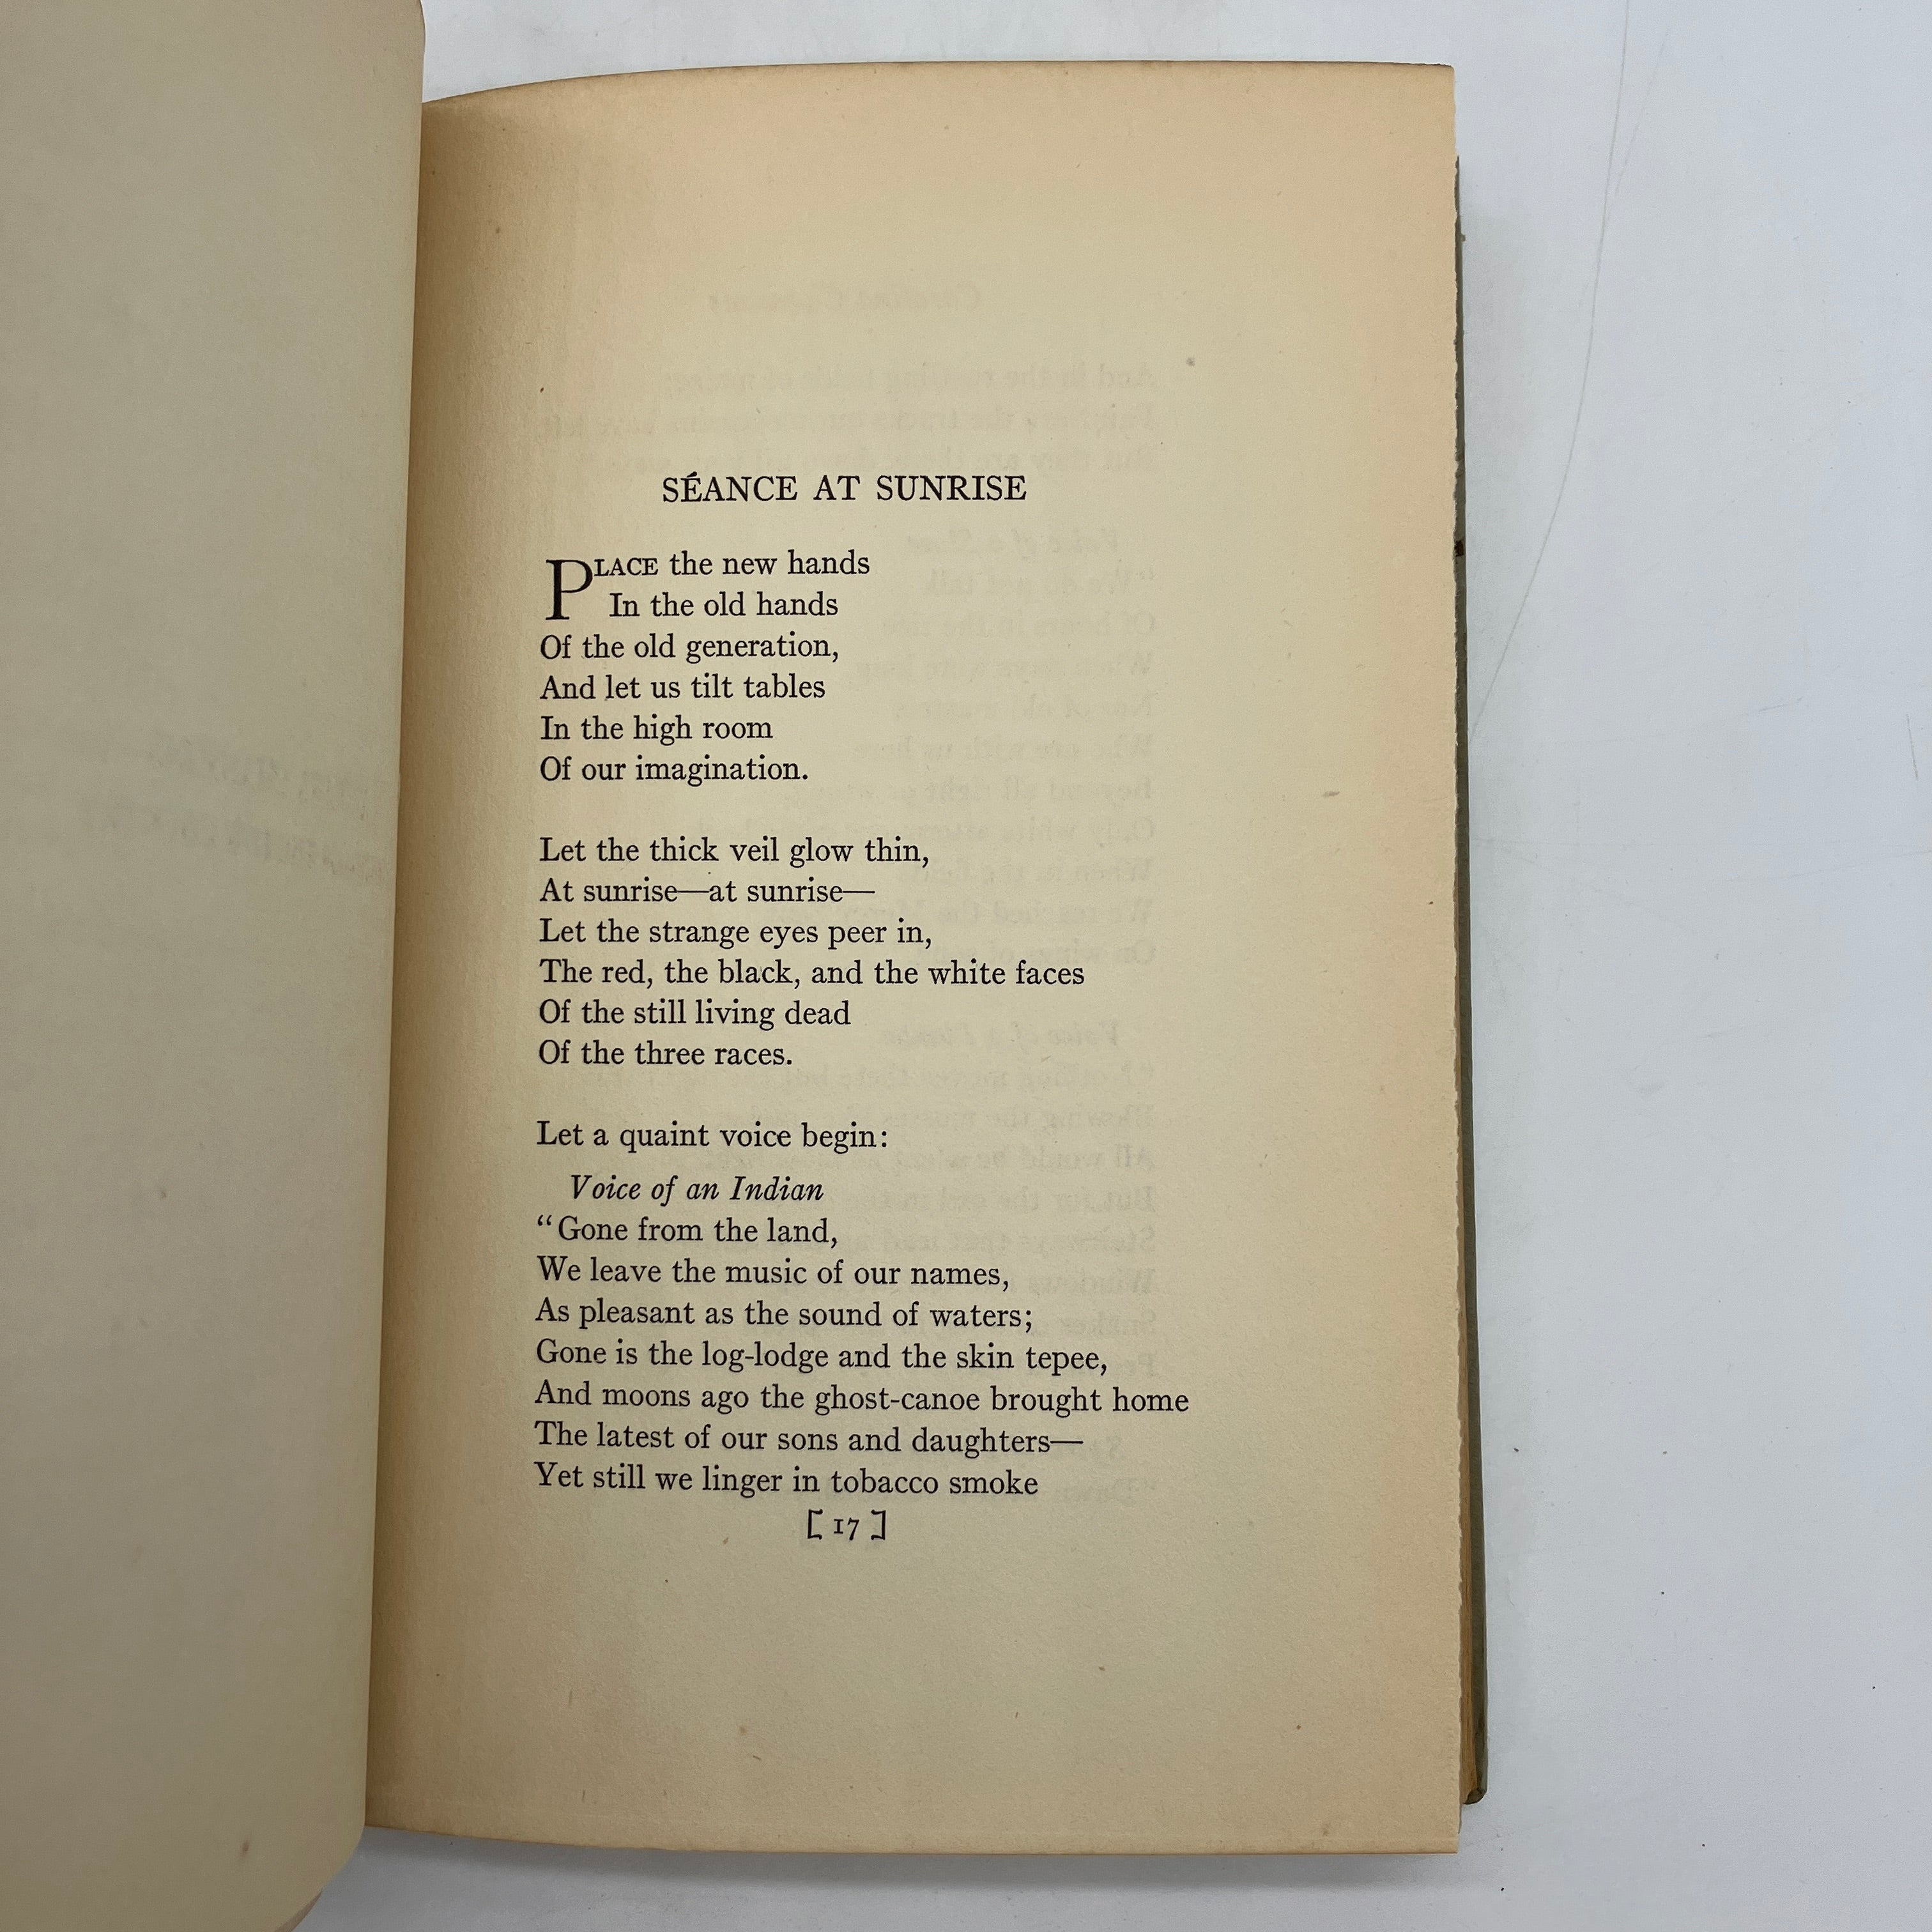 SÉANCE AT SUNRISE
PLACE the new hands
In the old hands
Of the old generation,
And let us tilt tables
In the high room
Of our imagination.
Let the thick veil glow thin,
At sunrise—at sunrise—
Let the strange eyes peer in,
The red, the black, and the white faces
Of the still living dead
Of the three races.
Let a quaint voice begin:
Voice of an Indian
“Gone from the land,
We leave the music of our names,
As pleasant as the sound of waters;
Gone is the log-lodge and the skin tepee,
And moons ago the ghost-canoe brought home
The latest of our sons and daughters—
Yet still we linger in tobacco smoke
[ 17 ]